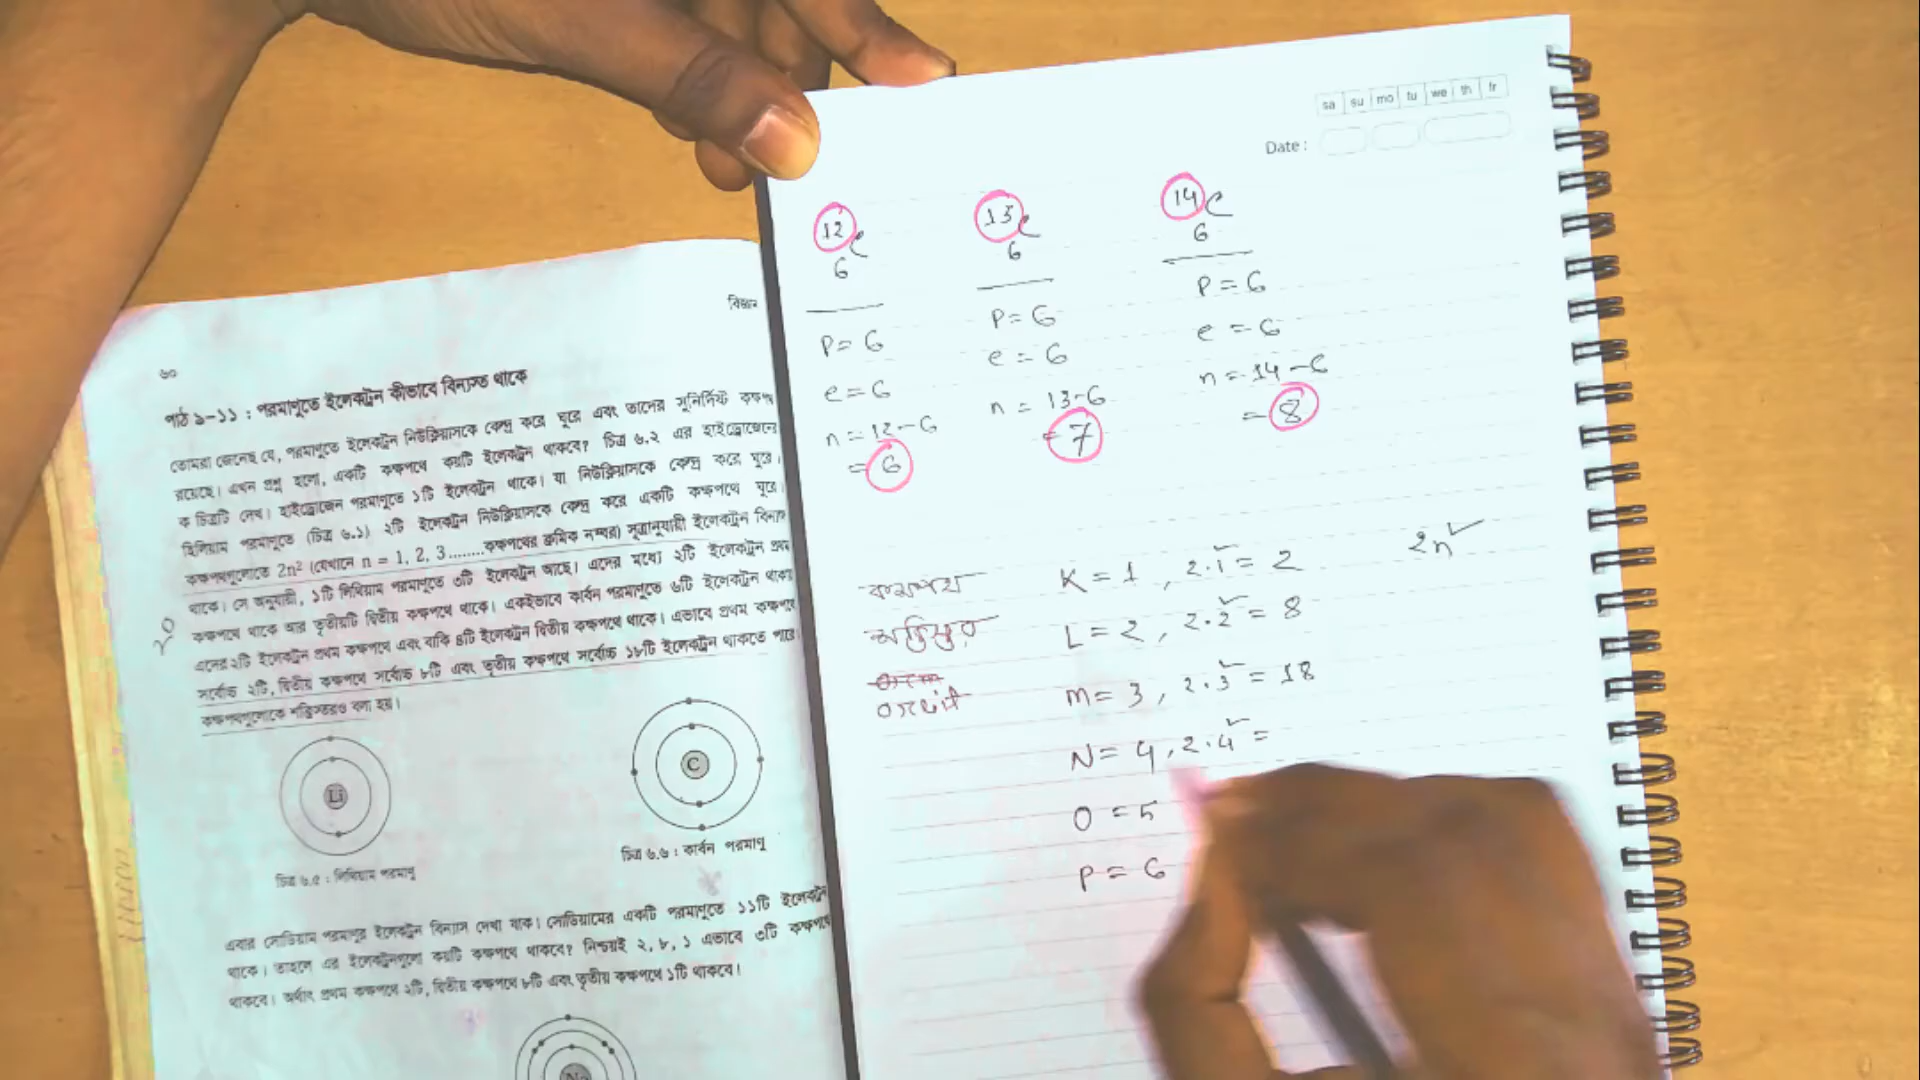 বিজ্ঞান
৬০
পাঠ ৯-১১ : পরমাণুতে ইলেকট্রন কীভাবে বিন্যস্ত থাকে
তোমরা জেনেছ যে, পরমাণুতে ইলেকট্রন নিউক্লিয়াসকে কেন্দ্র করে ঘুরে এবং তাদের সুনির্দিষ্ট কক্ষপথ
রয়েছে। এখন প্রশ্ন হলো, একটি কক্ষপথে কয়টি ইলেকট্রন থাকবে? চিত্র ৬.২ এর হাইড্রোজেনের
ক চিত্রটি দেখ। হাইড্রোজেন পরমাণুতে ১টি ইলেকট্রন থাকে। যা নিউক্লিয়াসকে কেন্দ্র করে ঘুরে।
হিলিয়াম পরমাণুতে (চিত্র ৬.১) ২টি ইলেকট্রন নিউক্লিয়াসকে কেন্দ্র করে একটি কক্ষপথে ঘুরে।
কক্ষপথগুলোতে 2n² (যেখানে n = 1, 2, 3........কক্ষপথের ক্রমিক নম্বর) সূত্রানুযায়ী ইলেকট্রন বিন্যাস
থাকে। সে অনুযায়ী, ১টি লিথিয়াম পরমাণুতে ৩টি ইলেকট্রন আছে। এদের মধ্যে ২টি ইলেকট্রন প্রথম
কক্ষপথে থাকে আর তৃতীয়টি দ্বিতীয় কক্ষপথে থাকে। একইভাবে কার্বন পরমাণুতে ৬টি ইলেকট্রন থাকে
এদের ২টি ইলেকট্রন প্রথম কক্ষপথে এবং বাকি ৪টি ইলেকট্রন দ্বিতীয় কক্ষপথে থাকে। এভাবে প্রথম কক্ষপথে
সর্বোচ্চ ২টি, দ্বিতীয় কক্ষপথে সর্বোচ্চ ৮টি এবং তৃতীয় কক্ষপথে সর্বোচ্চ ১৮টি ইলেকট্রন থাকতে পারে।
কক্ষপথগুলোকে শক্তিস্তরও বলা হয়।
20
Li
C
চিত্র ৬.৫ : লিথিয়াম পরমাণু
চিত্র ৬.৬ : কার্বন পরমাণু
এবার সোডিয়াম পরমাণুর ইলেকট্রন বিন্যাস দেখা যাক। সোডিয়ামের একটি পরমাণুতে ১১টি ইলেকট্রন
থাকে। তাহলে এর ইলেকট্রনগুলো কয়টি কক্ষপথে থাকবে? নিশ্চয়ই ২, ৮, ১ এভাবে ৩টি কক্ষপথে
থাকবে। অর্থাৎ প্রথম কক্ষপথে ২টি, দ্বিতীয় কক্ষপথে ৮টি এবং তৃতীয় কক্ষপথে ১টি থাকবে।
Na
sa su mo tu we th fr
Date :
12 13 14
C C C
6 6 6
P = 6 P = 6 P = 6
e = 6 e = 6 e = 6
n = 12 - 6 n = 13 - 6 n = 14 - 6
= 6 = 7 = 8
কক্ষপথ K = 1 , 2.1² = 2 2n²
শক্তিস্তর L = 2 , 2.2² = 8
orbit M = 3 , 2.3² = 18
N = 4 , 2.4² =
O = 5
P = 6